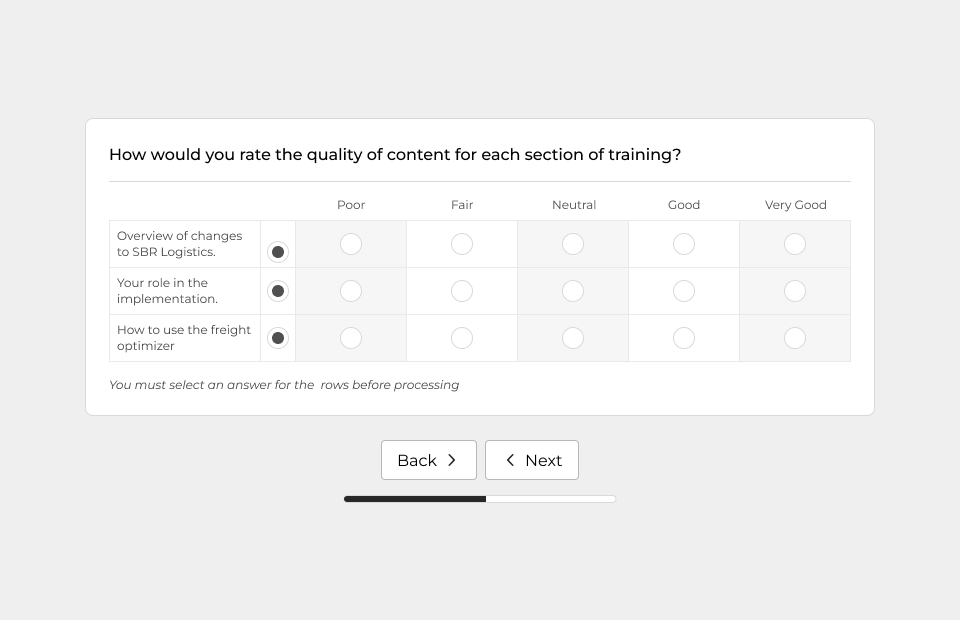 How would you rate the quality of content for each section of training?
Poor Fair Neutral Good Very Good
Overview of changes
to SBR Logistics.
Your role in the
implementation.
How to use the freight
optimizer
You must select an answer for the  rows before processing
Back Next